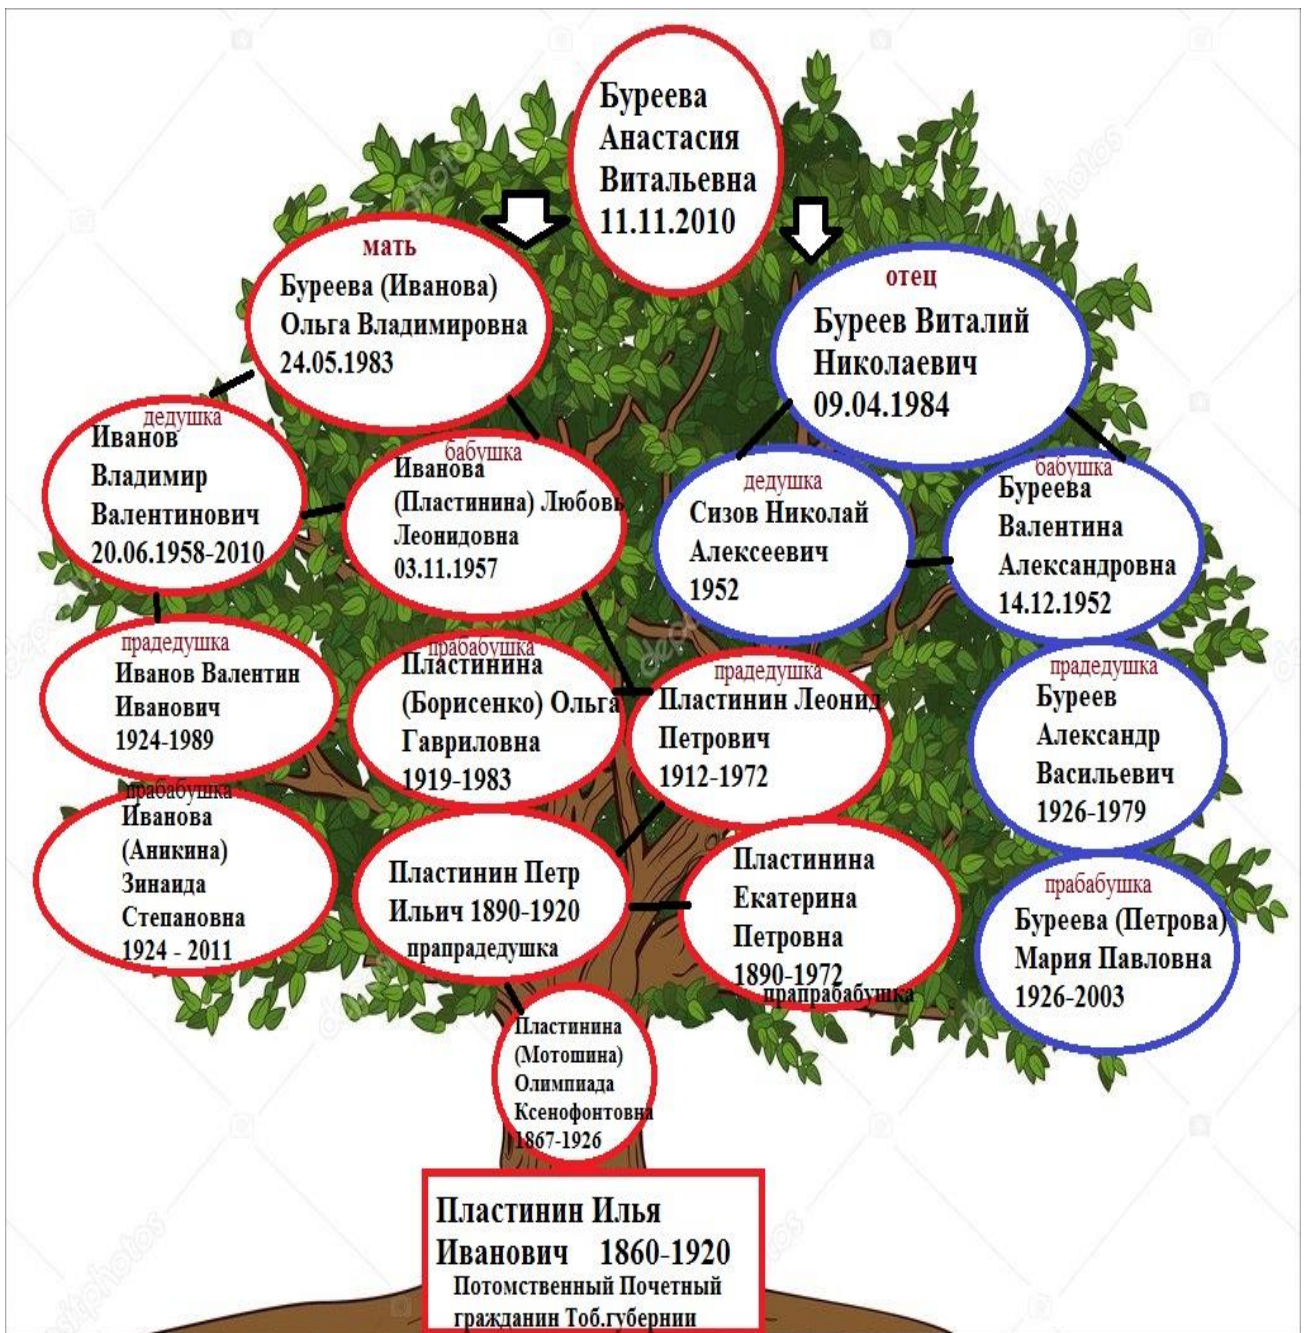 Буреева
Анастасия
Витальевна
11.11.2010
мать
Буреева (Иванова)
Ольга Владимировна
24.05.1983
отец
Буреев Виталий
Николаевич
09.04.1984
дедушка
Иванов
Владимир
Валентинович
20.06.1958-2010
бабушка
Иванова
(Пластинина) Любовь
Леонидовна
03.11.1957
дедушка
Сизов Николай
Алексеевич
1952
бабушка
Буреева
Валентина
Александровна
14.12.1952
прадедушка
Иванов Валентин
Иванович
1924-1989
прабабушка
Пластинина
(Борисенко) Ольга
Гавриловна
1919-1983
прадедушка
Пластинин Леонид
Петрович
1912-1972
прадедушка
Буреев
Александр
Васильевич
1926-1979
прабабушка
Иванова
(Аникина)
Зинаида
Степановна
1924 - 2011
Пластинин Петр
Ильич 1890-1920
прапрадедушка
Пластинина
Екатерина
Петровна
1890-1972
прапрабабушка
прабабушка
Буреева (Петрова)
Мария Павловна
1926-2003
Пластинина
(Мотошина)
Олимпиада
Ксенофонтовна
1867-1926
Пластинин Илья
Иванович 1860-1920
Потомственный Почетный
гражданин Тоб.губернии